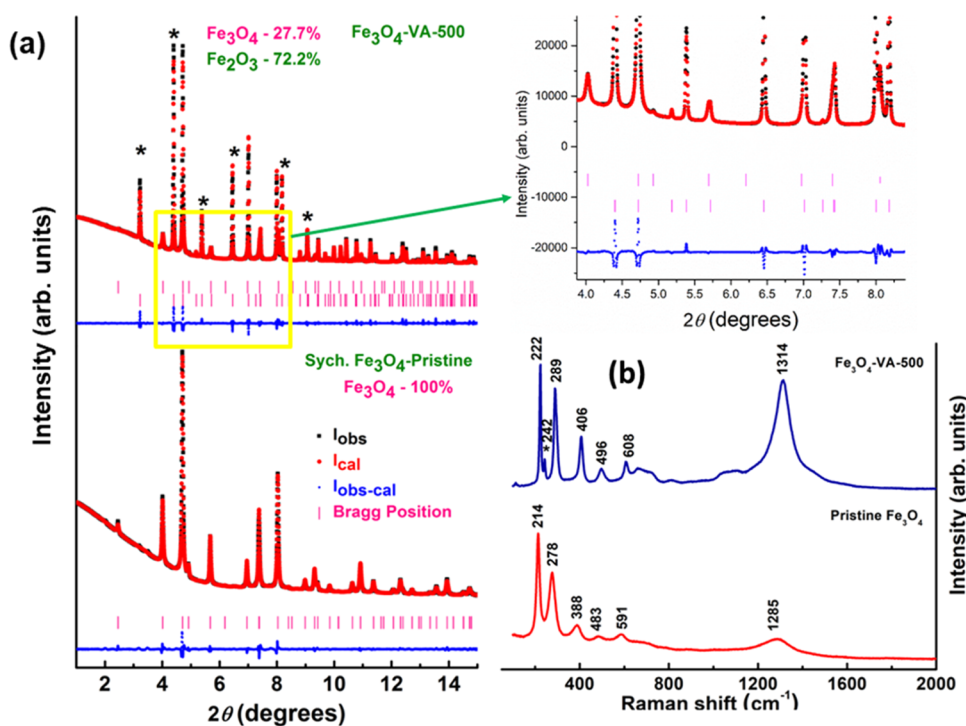 (a)
Fe₃O₄ - 27.7%
Fe₂O₃ - 72.2%
Fe₃O₄-VA-500
*
*
*
*
*
*
Intensity (arb. units)
Sych. Fe₃O₄-Pristine
Fe₃O₄ - 100%
I_obs
I_cal
I_obs-cal
Bragg Position
2 4 6 8 10 12 14
2θ (degrees)
20000
10000
0
-10000
-20000
Intensity (arb. units)
4.0 4.5 5.0 5.5 6.0 6.5 7.0 7.5 8.0
2θ (degrees)
(b)
Fe₃O₄-VA-500
222
* 242
289
406
496
608
1314
Pristine Fe₃O₄
214
278
388
483
591
1285
Intensity (arb. units)
400 800 1200 1600 2000
Raman shift (cm⁻¹)